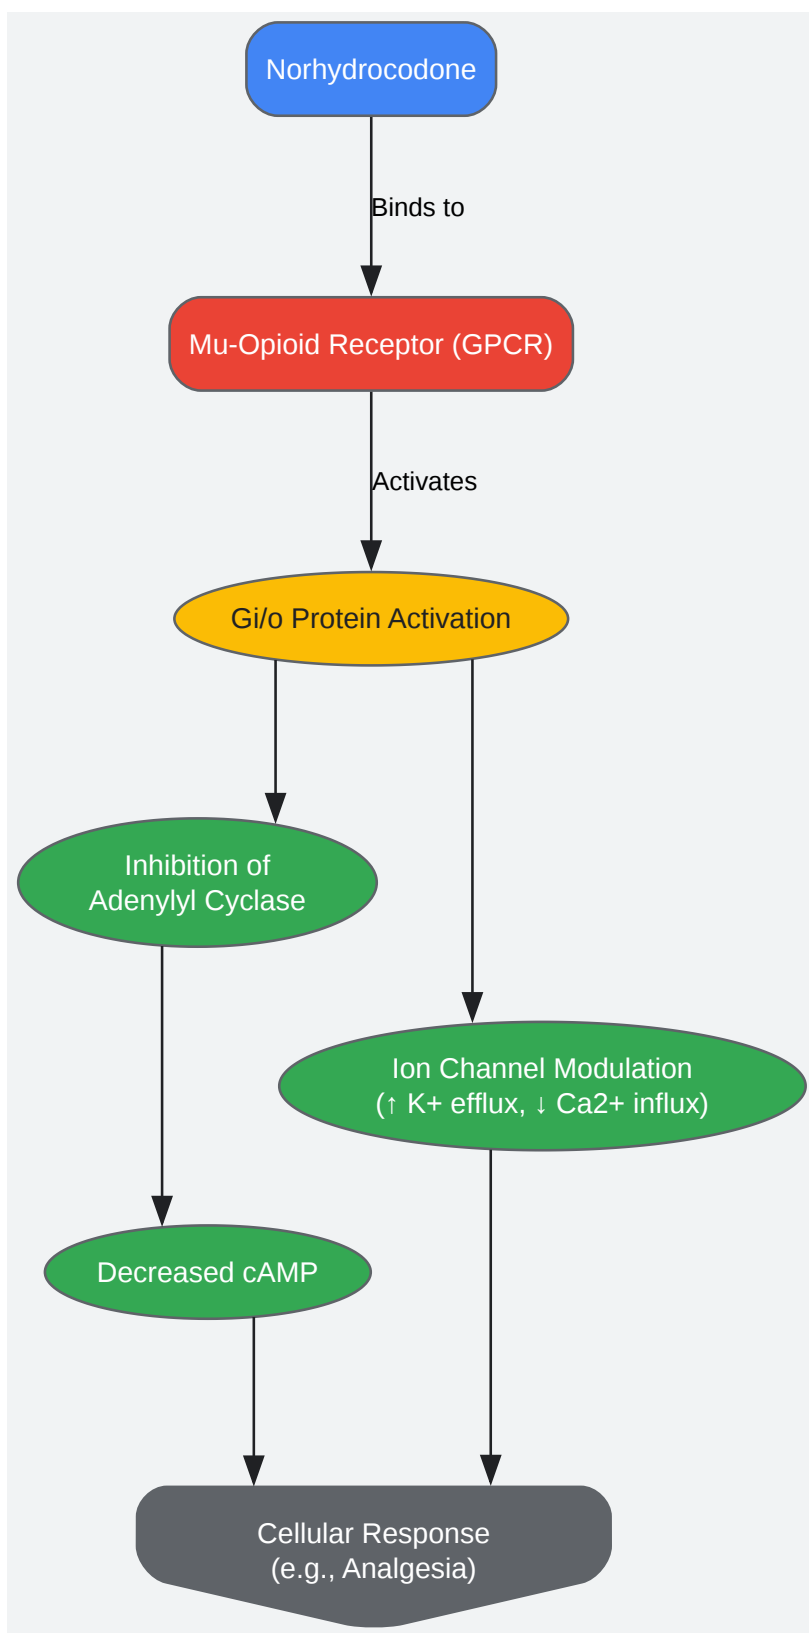 Norhydrocodone
Binds to
Mu-Opioid Receptor (GPCR)
Activates
Gi/o Protein Activation
Inhibition of
Adenylyl Cyclase
Ion Channel Modulation
(↑ K+ efflux, ↓ Ca2+ influx)
Decreased cAMP
Cellular Response
(e.g., Analgesia)